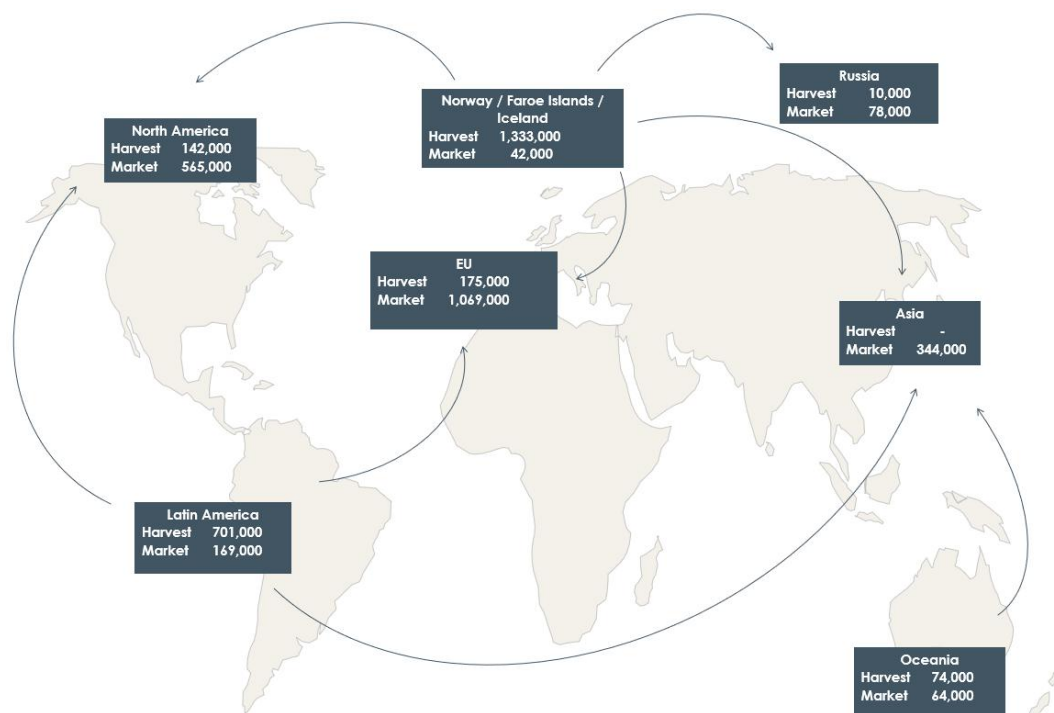 Russia
Harvest 10,000
Market 78,000
Norway / Faroe Islands /
Iceland
Harvest 1,333,000
Market 42,000
North America
Harvest 142,000
Market 565,000
EU
Harvest 175,000
Market 1,069,000
Asia
Harvest -
Market 344,000
Latin America
Harvest 701,000
Market 169,000
Oceania
Harvest 74,000
Market 64,000